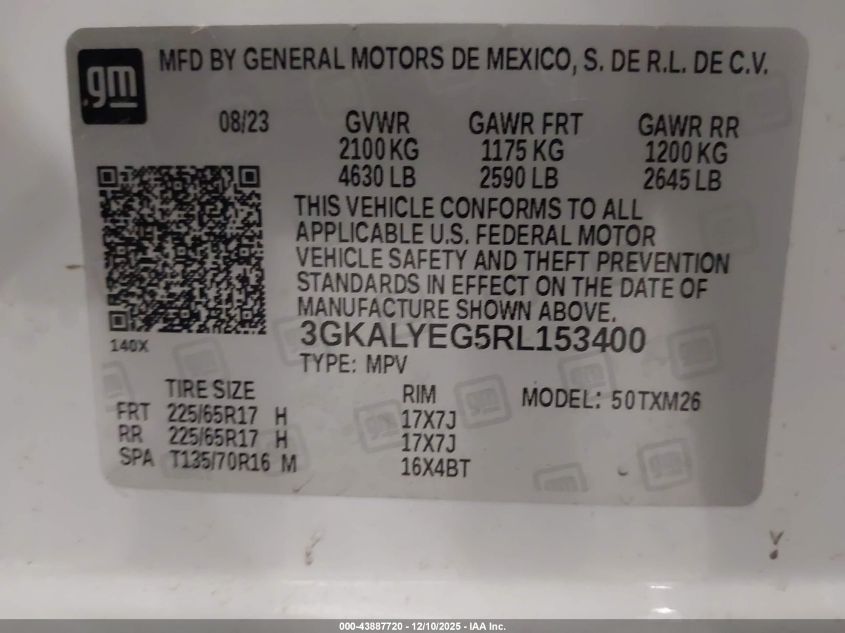 gm
MFD BY GENERAL MOTORS DE MEXICO, S. DE R.L. DE C.V.
08/23 GVWR GAWR FRT GAWR RR
2100 KG 1175 KG 1200 KG
4630 LB 2590 LB 2645 LB
THIS VEHICLE CONFORMS TO ALL
APPLICABLE U.S. FEDERAL MOTOR
VEHICLE SAFETY AND THEFT PREVENTION
STANDARDS IN EFFECT ON THE DATE OF
MANUFACTURE SHOWN ABOVE.
3GKALYEG5RL153400
140X
TYPE: MPV
TIRE SIZE RIM MODEL: 50TXM26
FRT 225/65R17 H 17X7J
RR 225/65R17 H 17X7J
SPA T135/70R16 M 16X4BT
000-43887720 - 12/10/2025 - IAA Inc.